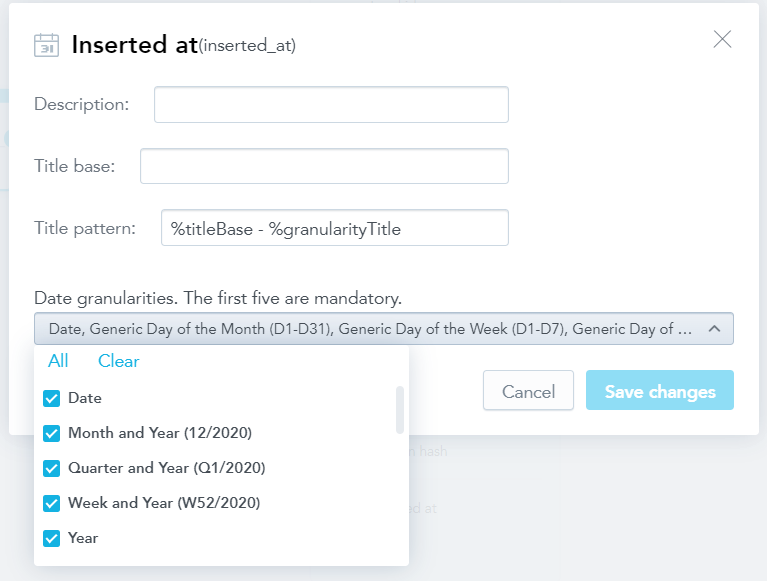 31
Inserted at(inserted_at)
Description:
Title base:
Title pattern: %titleBase - %granularityTitle
Date granularities. The first five are mandatory.
Date, Generic Day of the Month (D1-D31), Generic Day of the Week (D1-D7), Generic Day of ...
All Clear
Cancel Save changes
Date
Month and Year (12/2020)
Quarter and Year (Q1/2020)
hash
Week and Year (W52/2020)
ed at
Year